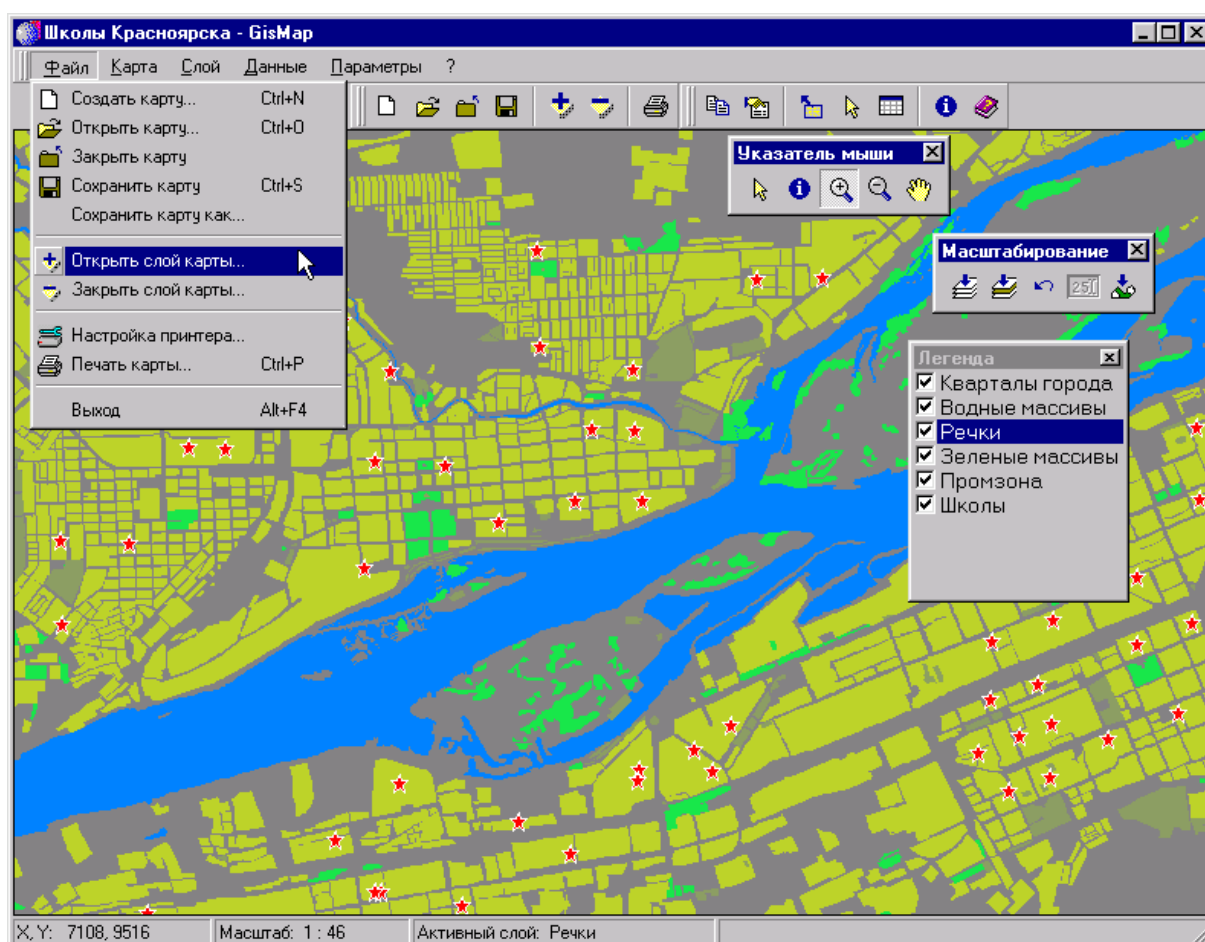 Школы Красноярска - GisMap
Файл Карта Слой Данные Параметры ?
Создать карту... Ctrl+N
Открыть карту... Ctrl+O
Закрыть карту
Сохранить карту Ctrl+S
Сохранить карту как...
Открыть слой карты...
Закрыть слой карты...
Настройка принтера...
Печать карты... Ctrl+P
Выход Alt+F4
Указатель мыши
Масштабирование
Легенда
Кварталы города
Водные массивы
Речки
Зеленые массивы
Промзона
Школы
X, Y: 7108, 9516 Масштаб: 1 : 46 Активный слой: Речки